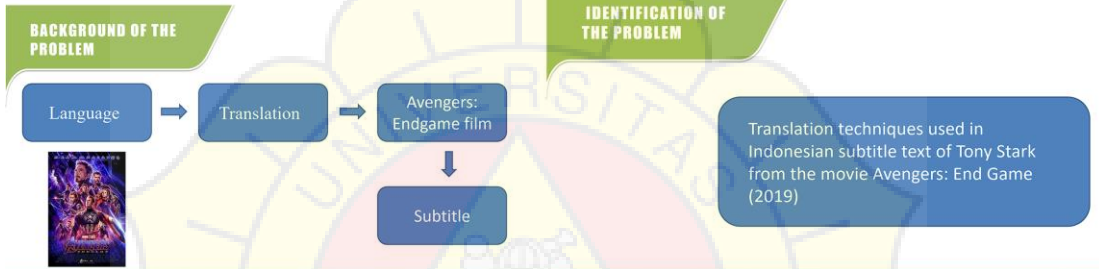 BACKGROUND OF THE
PROBLEM
Language
Translation
Avengers:
Endgame film
Subtitle
IDENTIFICATION OF
THE PROBLEM
Translation techniques used in
Indonesian subtitle text of Tony Stark
from the movie Avengers: End Game
(2019)
UNIVERSITAS